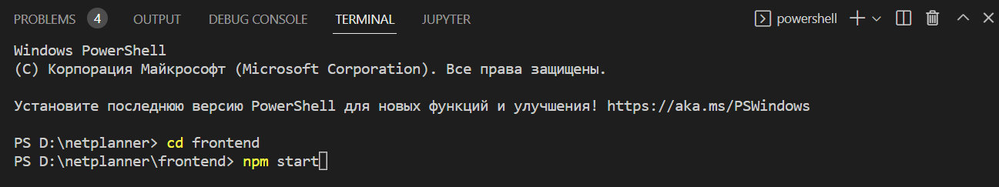 PROBLEMS 4 OUTPUT DEBUG CONSOLE TERMINAL JUPYTER powershell
Windows PowerShell
(C) Корпорация Майкрософт (Microsoft Corporation). Все права защищены.
Установите последнюю версию PowerShell для новых функций и улучшения! https://aka.ms/PSWindows
PS D:\netplanner> cd frontend
PS D:\netplanner\frontend> npm start